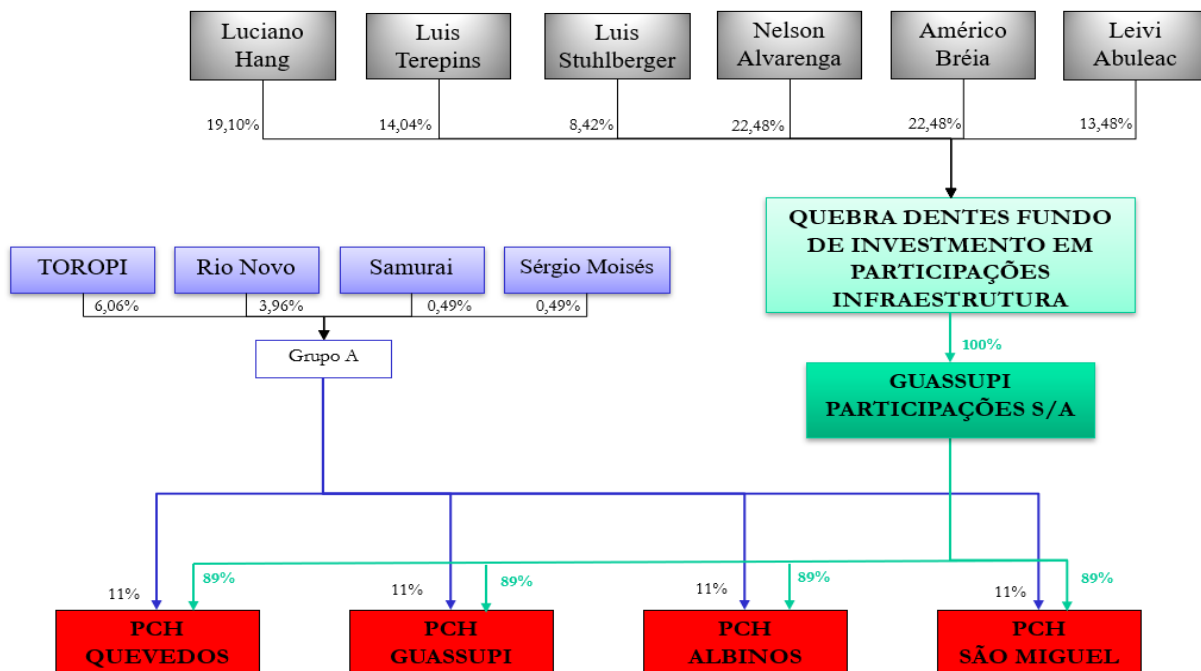 Luciano
Hang
Luis
Terepins
Luis
Stuhlberger
Nelson
Alvarenga
Américo
Bréia
Leivi
Abuleac
19,10%
14,04%
8,42%
22,48%
22,48%
13,48%
QUEBRA DENTES FUNDO
DE INVESTMENTO EM
PARTICIPAÇÕES
INFRAESTRUTURA
TOROPI
Rio Novo
Samurai
Sérgio Moisés
6,06%
3,96%
0,49%
0,49%
Grupo A
100%
GUASSUPI
PARTICIPAÇÕES S/A
11%
89%
11%
89%
11%
89%
11%
89%
PCH
QUEVEDOS
PCH
GUASSUPI
PCH
ALBINOS
PCH
SÃO MIGUEL